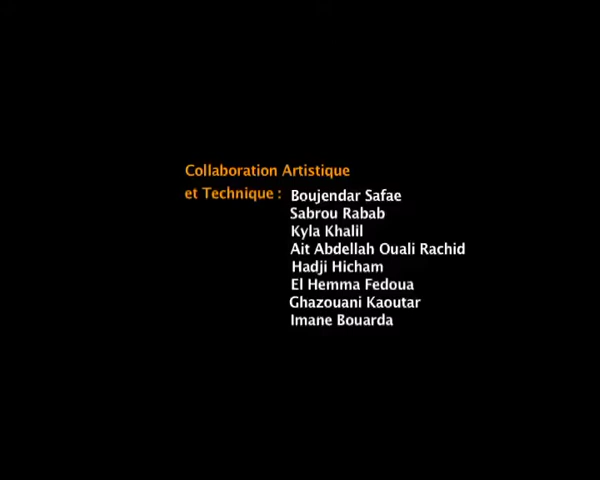 Collaboration Artistique
et Technique : Boujendar Safae
Sabrou Rabab
Kyla Khalil
Ait Abdellah Ouali Rachid
Hadji Hicham
El Hemma Fedoua
Ghazouani Kaoutar
Imane Bouarda